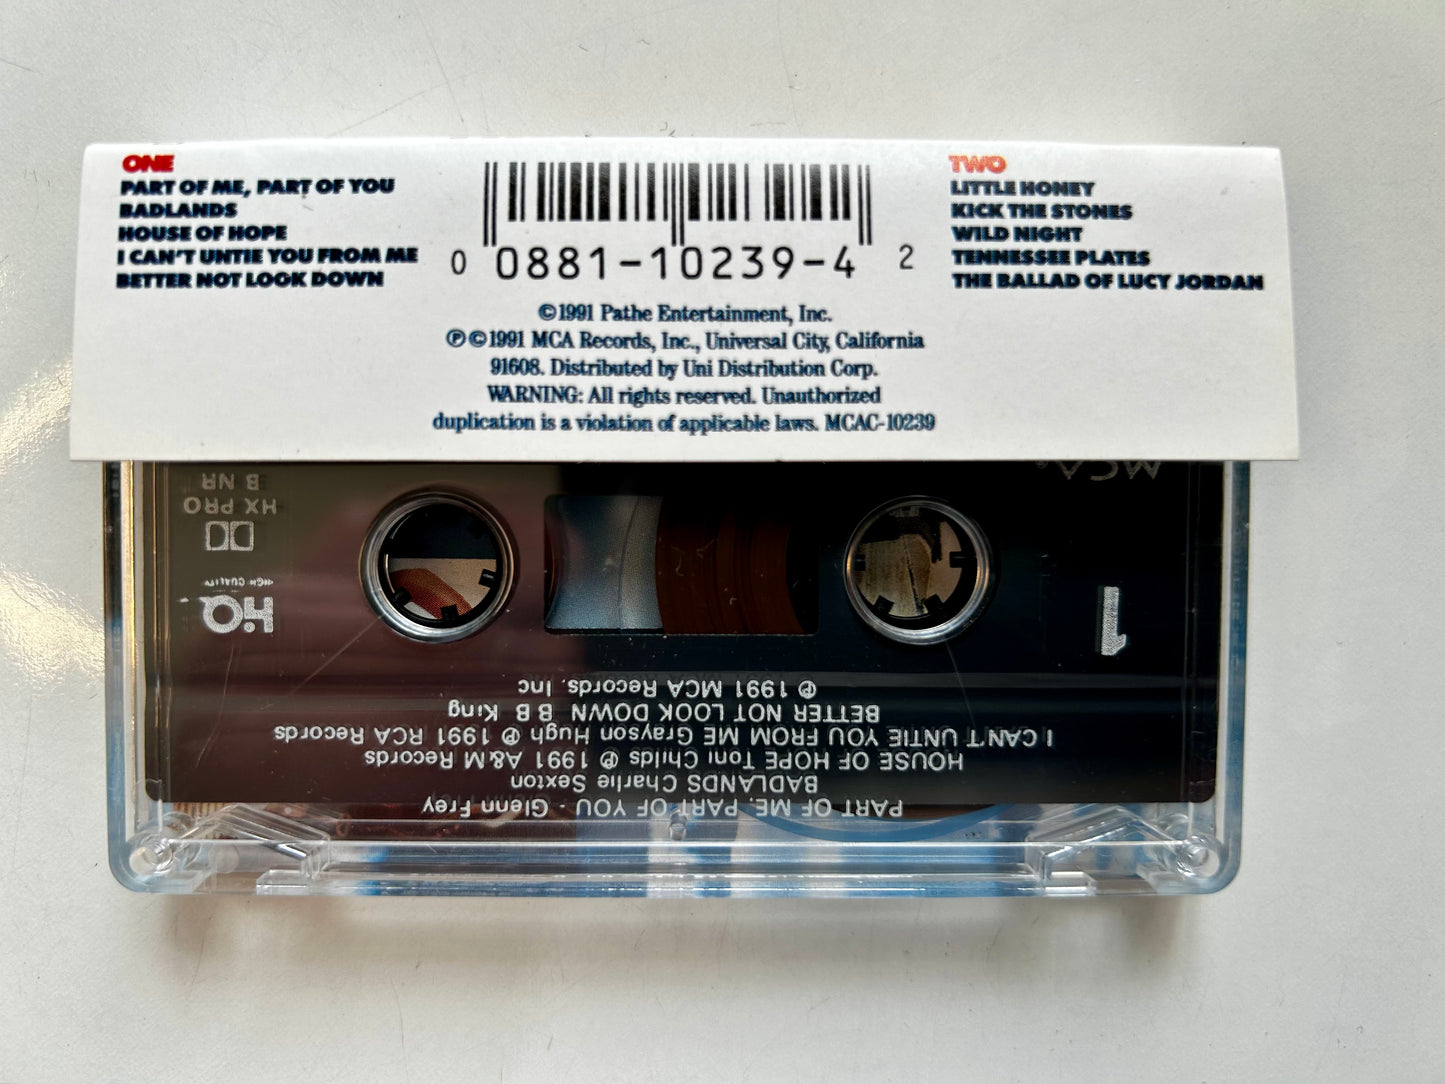 ONE
PART OF ME, PART OF YOU
BADLANDS
HOUSE OF HOPE
I CAN'T UNTIE YOU FROM ME
BETTER NOT LOOK DOWN
0 0881-10239-4 2
TWO
LITTLE HONEY
KICK THE STONES
WILD NIGHT
TENNESSEE PLATES
THE BALLAD OF LUCY JORDAN
©1991 Pathe Entertainment, Inc.
℗©1991 MCA Records, Inc., Universal City, California
91608. Distributed by Uni Distribution Corp.
WARNING: All rights reserved. Unauthorized
duplication is a violation of applicable laws. MCAC-10239
PART OF ME, PART OF YOU - Glenn Frey
BADLANDS Charlie Sexton
HOUSE OF HOPE Toni Childs ℗ 1991 A&M Records
I CAN'T UNTIE YOU FROM ME Grayson Hugh ℗ 1991 RCA Records
BETTER NOT LOOK DOWN B B King
℗ 1991 MCA Records, Inc
1
HiQ
HIGH QUALITY
HX PRO
B NR
MCA®